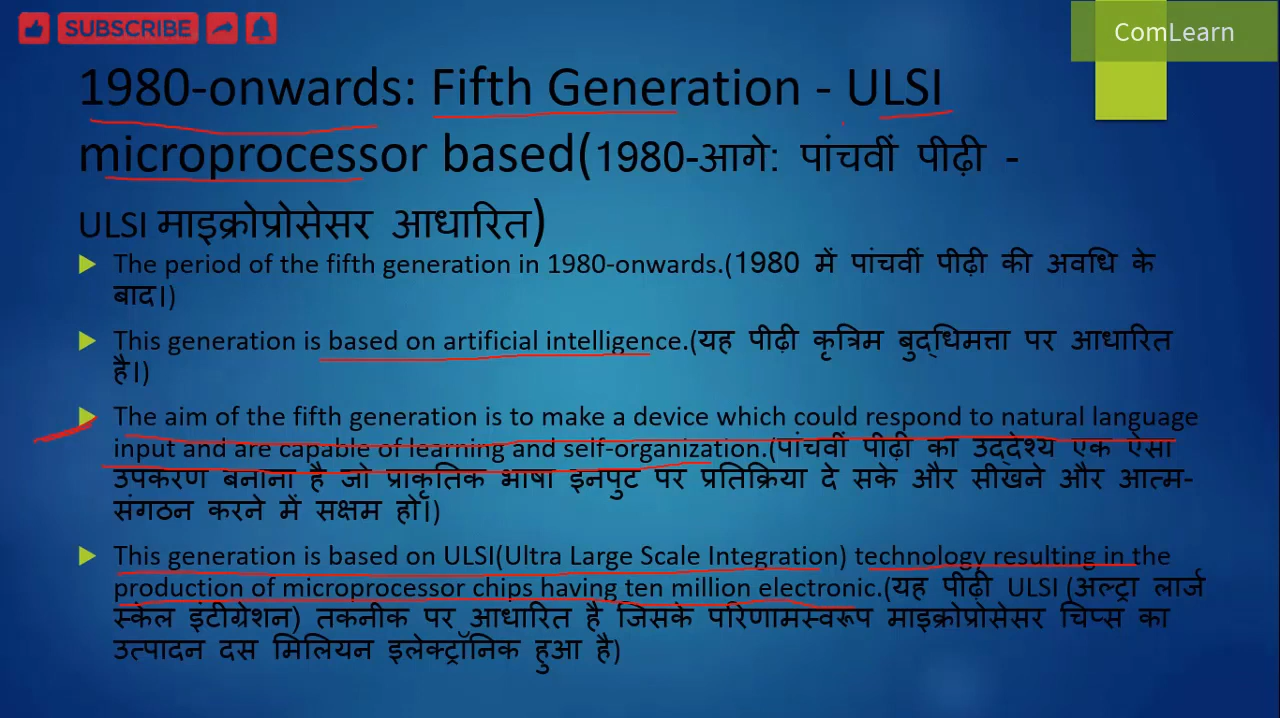 SUBSCRIBE
ComLearn
1980-onwards: Fifth Generation - ULSI
microprocessor based(1980-आगे: पांचवीं पीढ़ी -
ULSI माइक्रोप्रोसेसर आधारित)
The period of the fifth generation in 1980-onwards.(1980 में पांचवीं पीढ़ी की अवधि के
बाद।)
This generation is based on artificial intelligence.(यह पीढ़ी कृत्रिम बुद्धिमत्ता पर आधारित
है।)
The aim of the fifth generation is to make a device which could respond to natural language
input and are capable of learning and self-organization.(पांचवीं पीढ़ी का उद्देश्य एक ऐसा
उपकरण बनाना है जो प्राकृतिक भाषा इनपुट पर प्रतिक्रिया दे सके और सीखने और आत्म-
संगठन करने में सक्षम हो।)
This generation is based on ULSI(Ultra Large Scale Integration) technology resulting in the
production of microprocessor chips having ten million electronic.(यह पीढ़ी ULSI (अल्ट्रा लार्ज
स्केल इंटीग्रेशन) तकनीक पर आधारित है जिसके परिणामस्वरूप माइक्रोप्रोसेसर चिप्स का
उत्पादन दस मिलियन इलेक्ट्रॉनिक हुआ है)